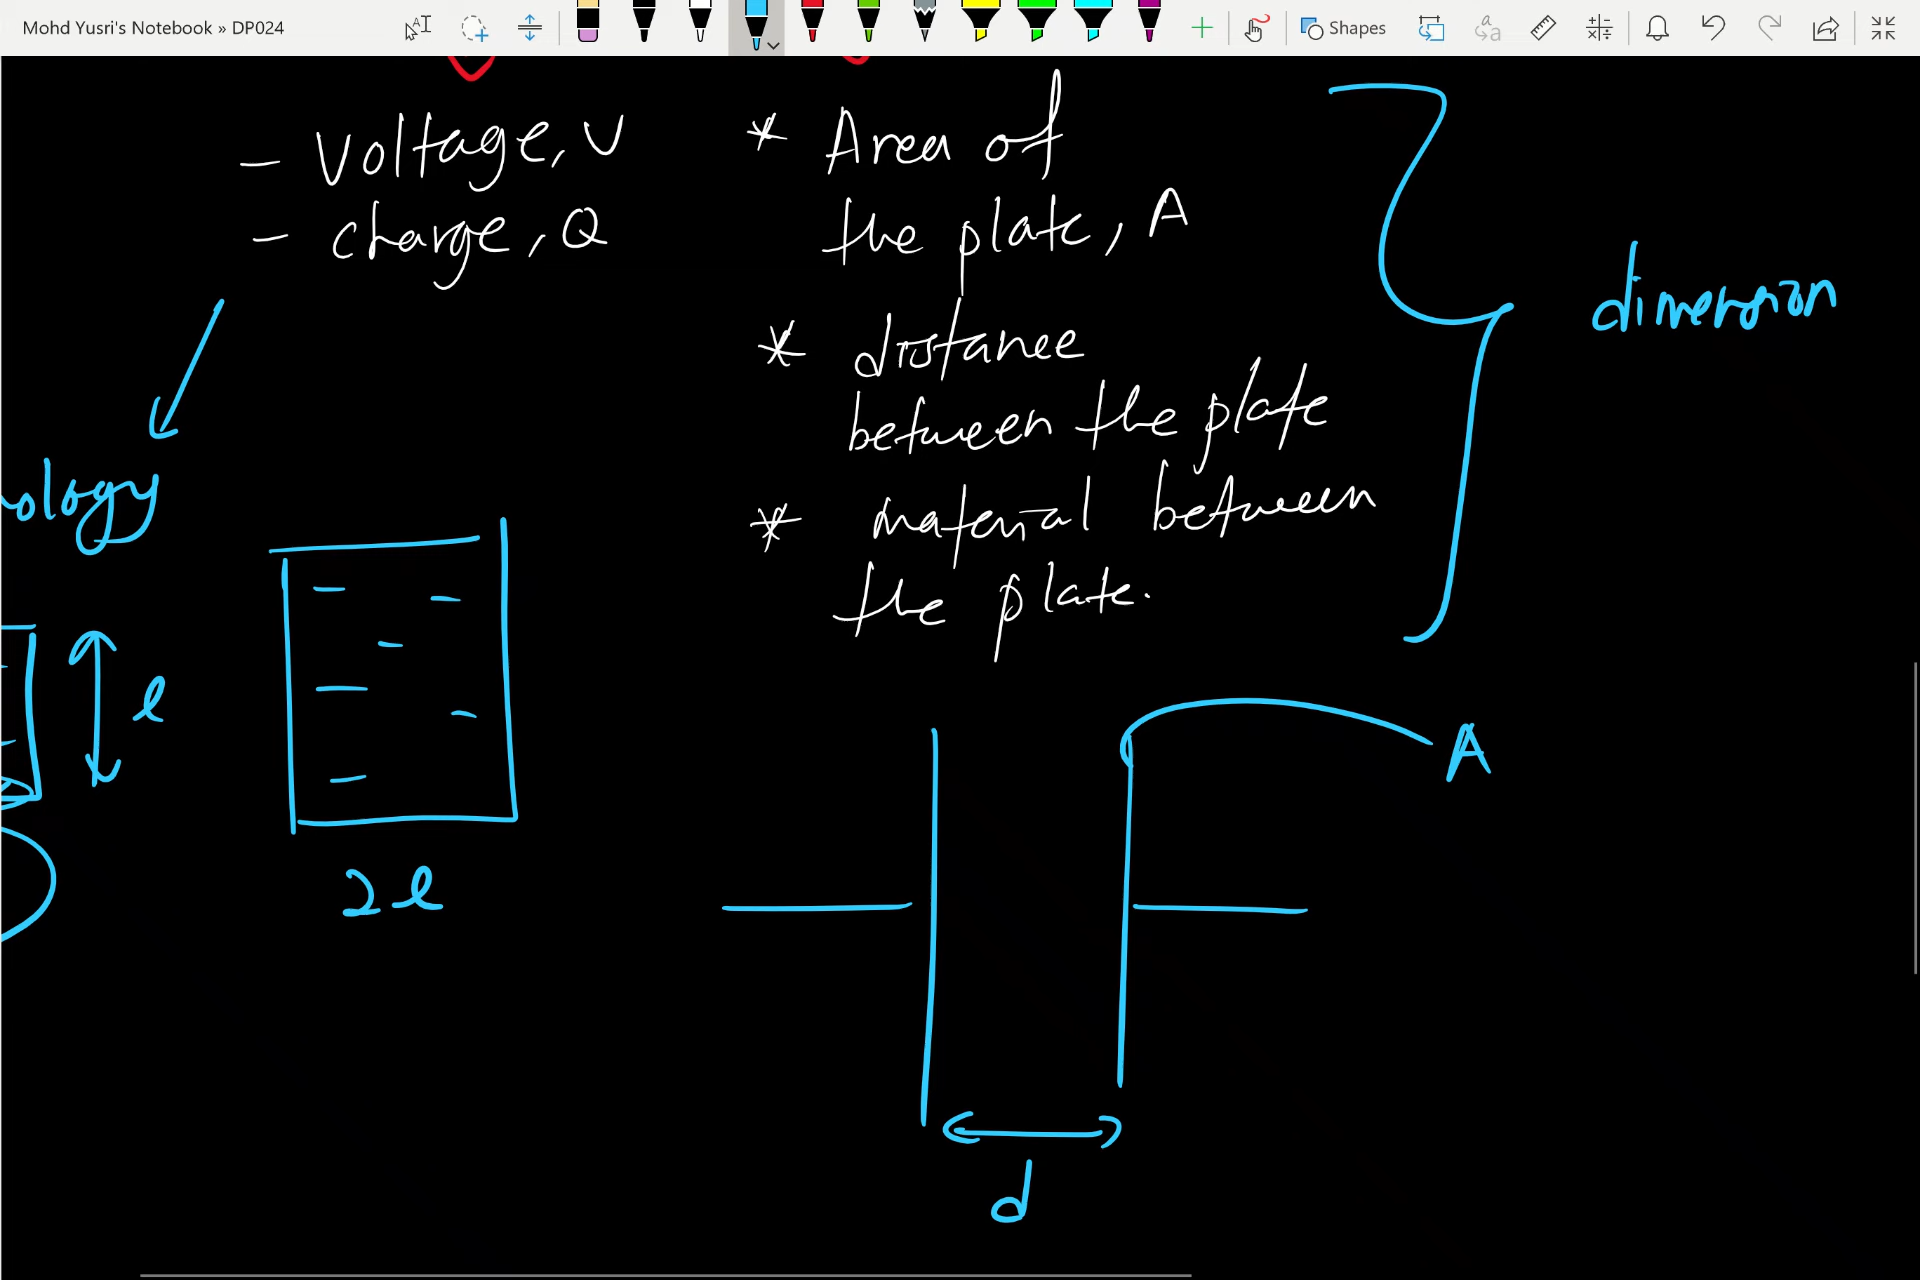 Mohd Yusri's Notebook » DP024
Shapes
- Voltage, V
- charge, Q
* Area of
the plate, A
* distance
between the plate
* material between
the plate.
dimension
ology
l
2l
A
d